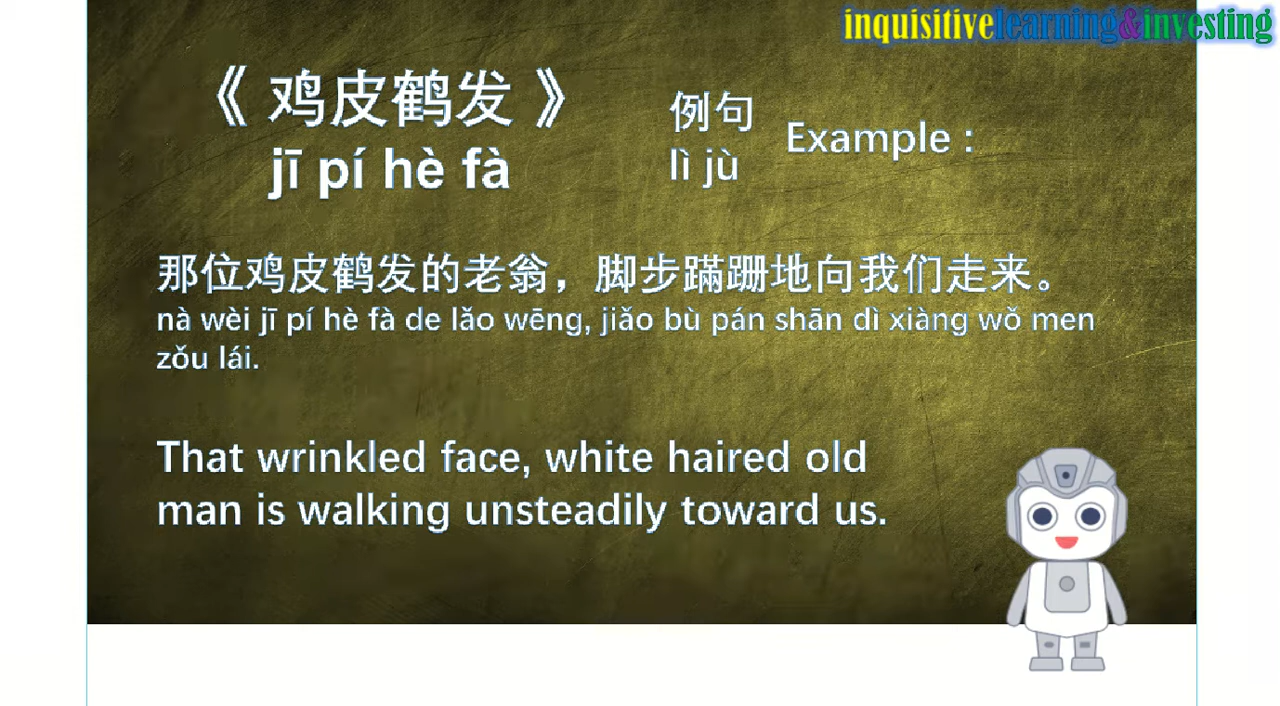 inquisitivelearning&investing
《 鸡皮鹤发 》
jī pí hè fà
例句
lì jù
Example :
那位鸡皮鹤发的老翁，脚步蹣跚地向我们走来。
nà wèi jī pí hè fà de lǎo wēng, jiǎo bù pán shān dì xiàng wǒ men
zǒu lái.
That wrinkled face, white haired old
man is walking unsteadily toward us.